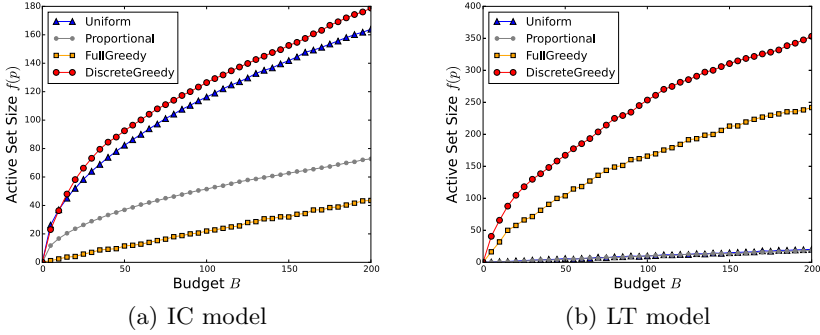 Uniform
Proportional
FullGreedy
DiscreteGreedy
Active Set Size f(p)
180
160
140
120
100
80
60
40
20
0
0 50 100 150 200
Budget B
(a) IC model
Uniform
Proportional
FullGreedy
DiscreteGreedy
Active Set Size f(p)
400
350
300
250
200
150
100
50
0
0 50 100 150 200
Budget B
(b) LT model